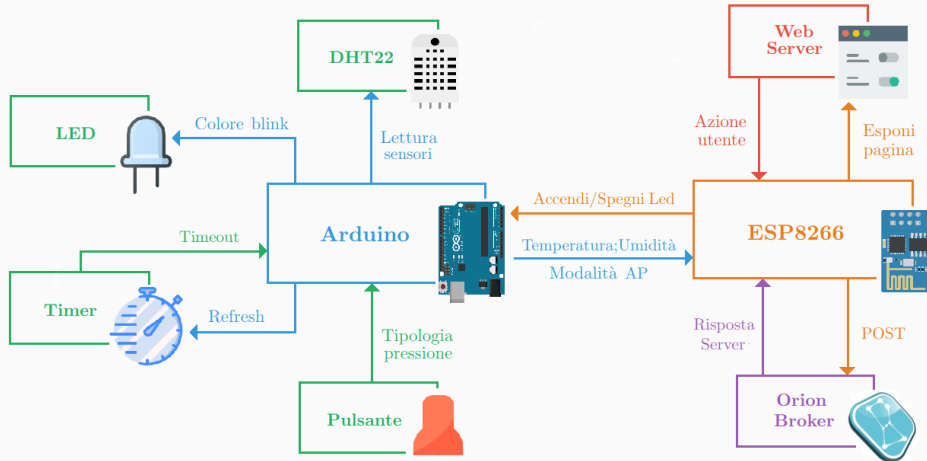 Web
Server
DHT22
Colore blink
LED
Lettura
sensori
Azione
utente
Esponi
pagina
Accendi/Spegni Led
Arduino
ESP8266
Timeout
Temperatura;Umidità
Modalità AP
Timer
Refresh
Tipologia
pressione
Risposta
Server
POST
Pulsante
Orion
Broker